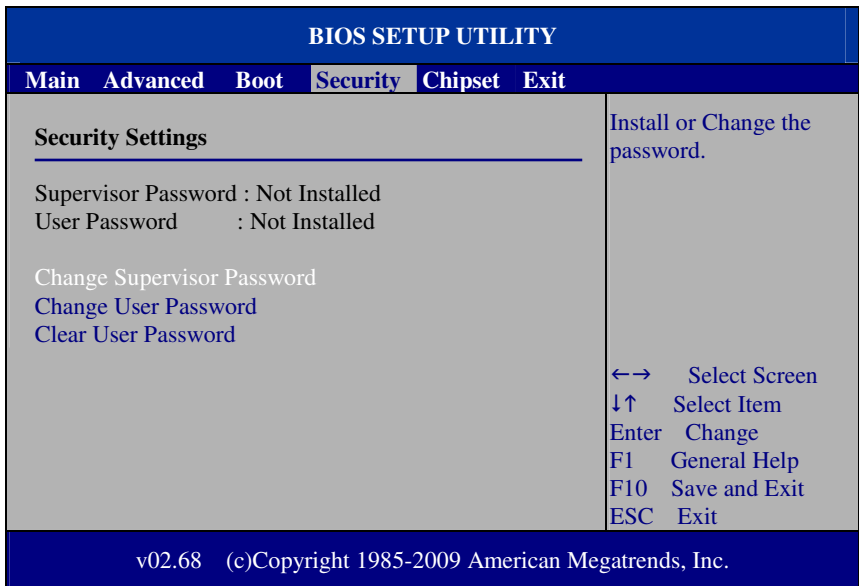 BIOS SETUP UTILITY
Main Advanced Boot Security Chipset Exit
Security Settings
Supervisor Password : Not Installed
User Password : Not Installed
Change Supervisor Password
Change User Password
Clear User Password
Install or Change the
password.
←→ Select Screen
↓↑ Select Item
Enter Change
F1 General Help
F10 Save and Exit
ESC Exit
v02.68 (c)Copyright 1985-2009 American Megatrends, Inc.